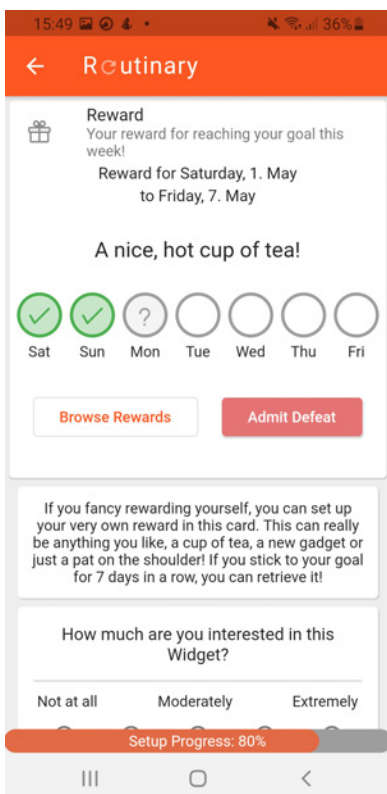 15:49 36%
Routinary
Reward
Your reward for reaching your goal this
week!
Reward for Saturday, 1. May
to Friday, 7. May
A nice, hot cup of tea!
?
Sat Sun Mon Tue Wed Thu Fri
Browse Rewards Admit Defeat
If you fancy rewarding yourself, you can set up
your very own reward in this card. This can really
be anything you like, a cup of tea, a new gadget or
just a pat on the shoulder! If you stick to your goal
for 7 days in a row, you can retrieve it!
How much are you interested in this
Widget?
Not at all Moderately Extremely
Setup Progress: 80%